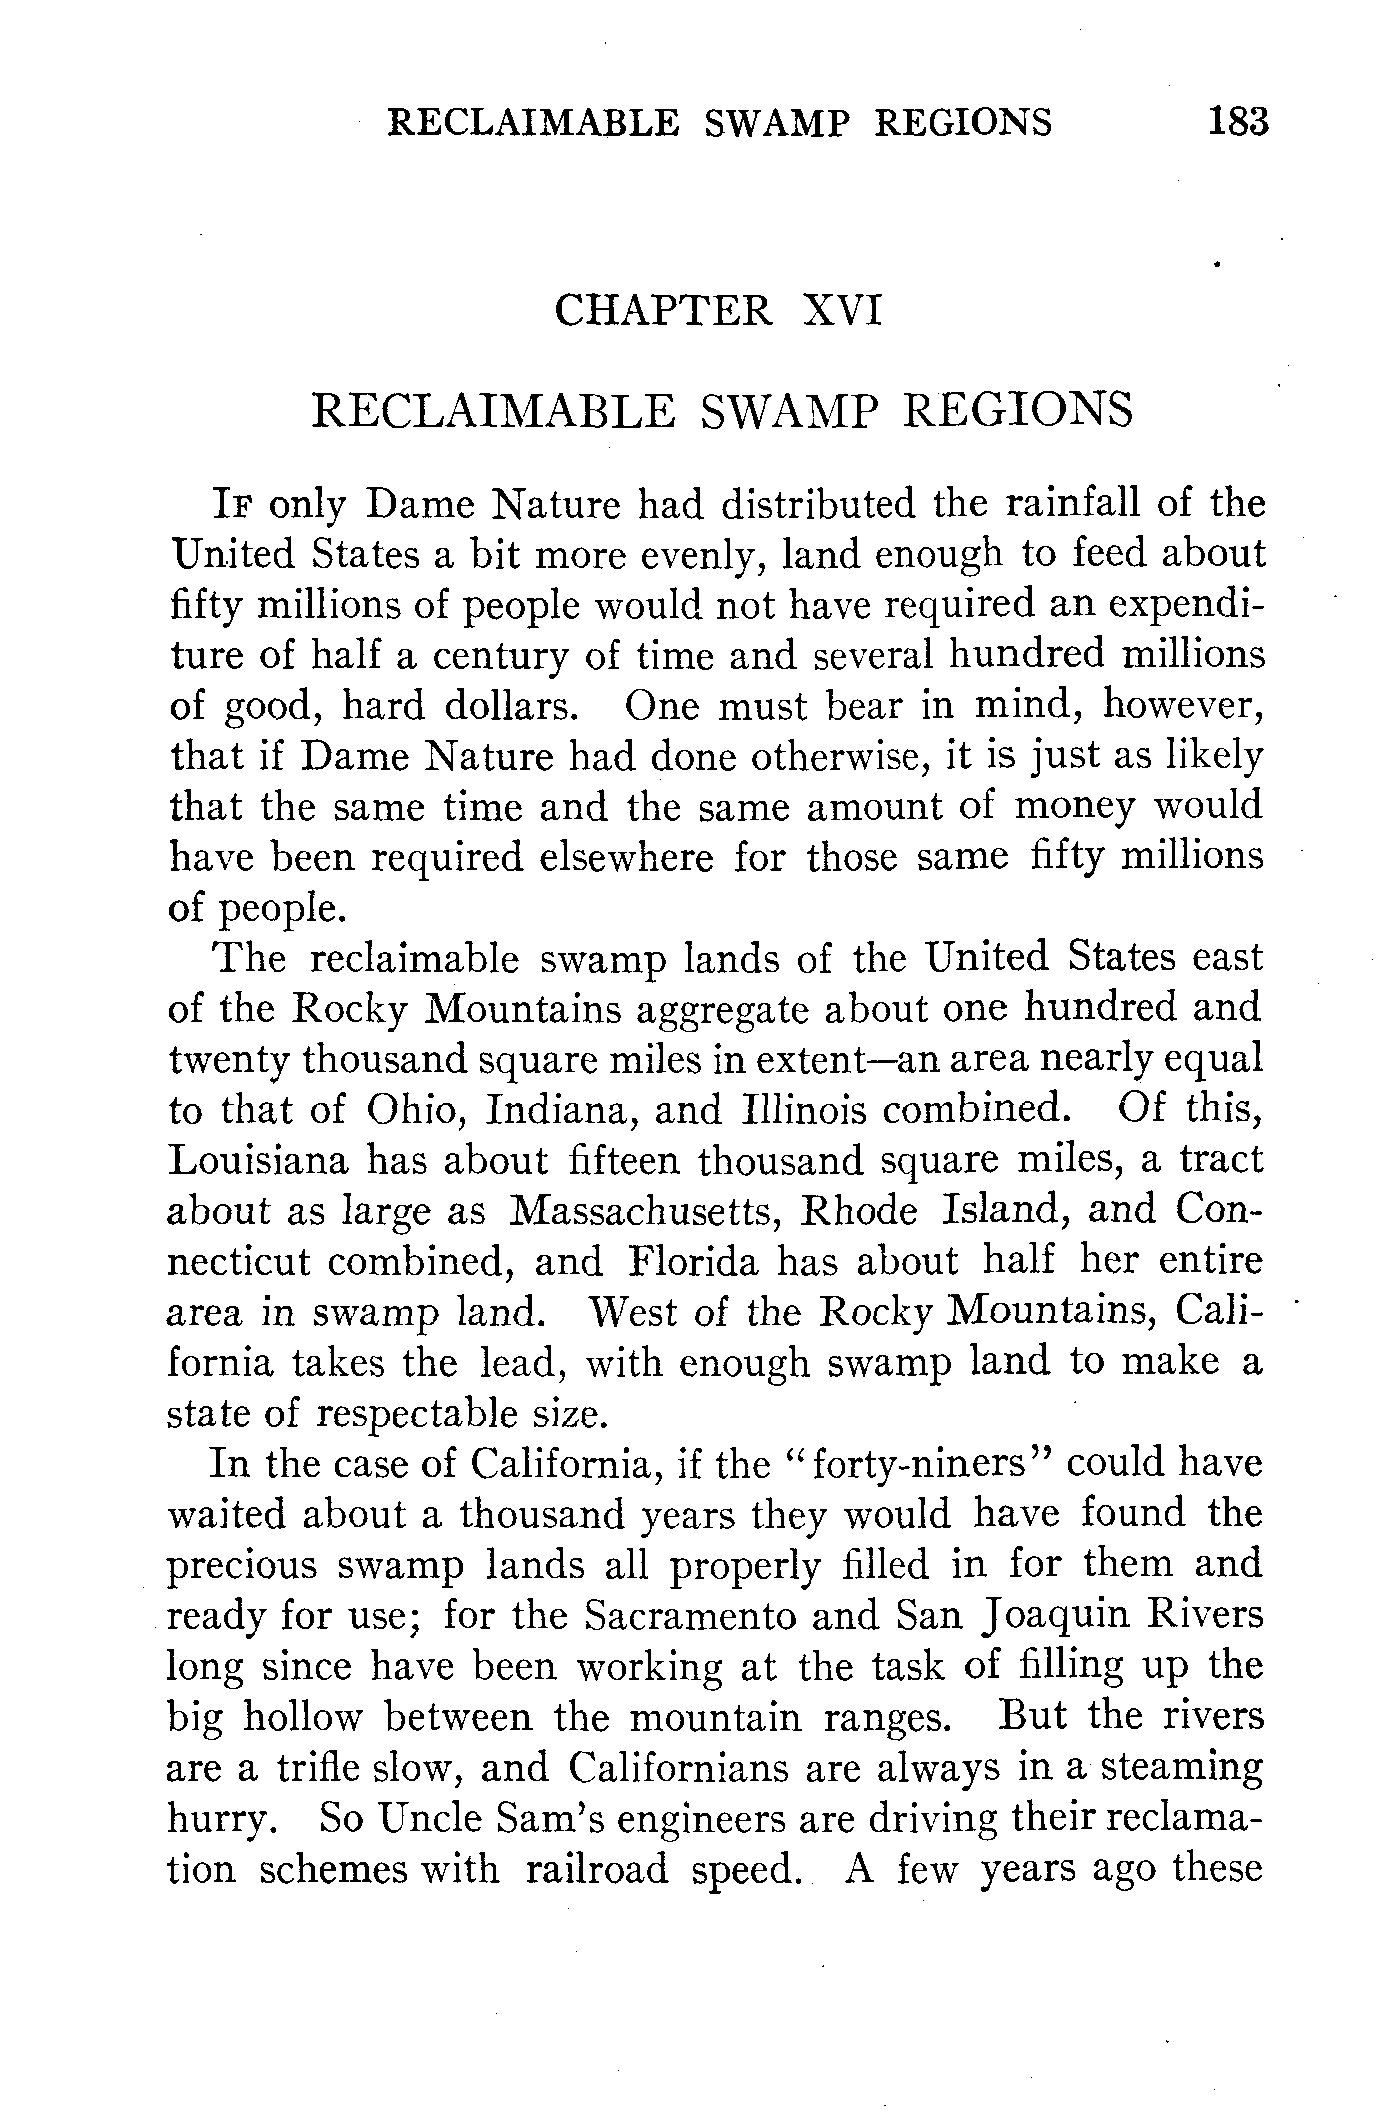 RECLAIMABLE SWAMP REGIONS 183
CHAPTER XVI
RECLAIMABLE SWAMP REGIONS
IF only Dame Nature had distributed the rainfall of the
United States a bit more evenly, land enough to feed about
fifty millions of people would not have required an expendi-
ture of half a century of time and several hundred millions
of good, hard dollars. One must bear in mind, however,
that if Dame Nature had done otherwise, it is just as likely
that the same time and the same amount of money would
have been required elsewhere for those same fifty millions
of people.
The reclaimable swamp lands of the United States east
of the Rocky Mountains aggregate about one hundred and
twenty thousand square miles in extent—an area nearly equal
to that of Ohio, Indiana, and Illinois combined. Of this,
Louisiana has about fifteen thousand square miles, a tract
about as large as Massachusetts, Rhode Island, and Con-
necticut combined, and Florida has about half her entire
area in swamp land. West of the Rocky Mountains, Cali-
fornia takes the lead, with enough swamp land to make a
state of respectable size.
In the case of California, if the "forty-niners" could have
waited about a thousand years they would have found the
precious swamp lands all properly filled in for them and
ready for use; for the Sacramento and San Joaquin Rivers
long since have been working at the task of filling up the
big hollow between the mountain ranges. But the rivers
are a trifle slow, and Californians are always in a steaming
hurry. So Uncle Sam's engineers are driving their reclama-
tion schemes with railroad speed. A few years ago these